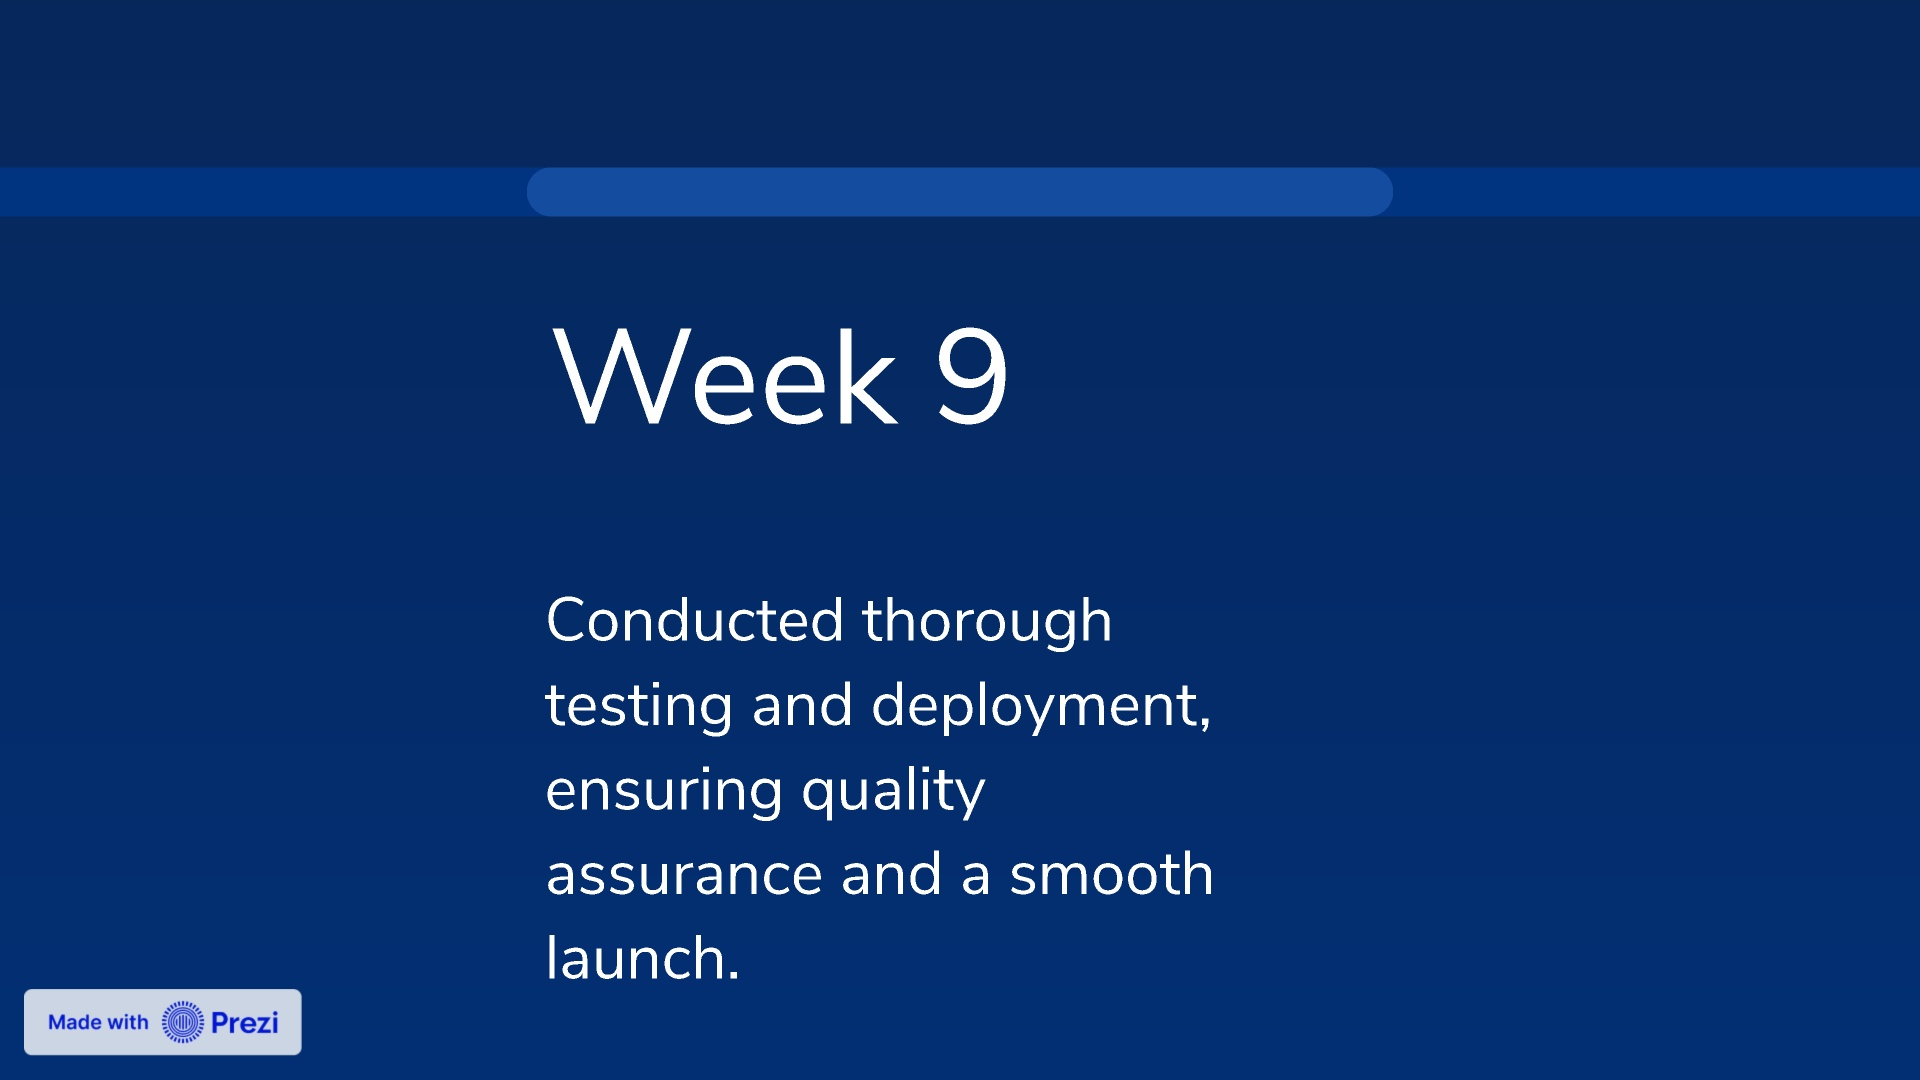 Week 9
Conducted thorough
testing and deployment,
ensuring quality
assurance and a smooth
launch.
Made with Prezi